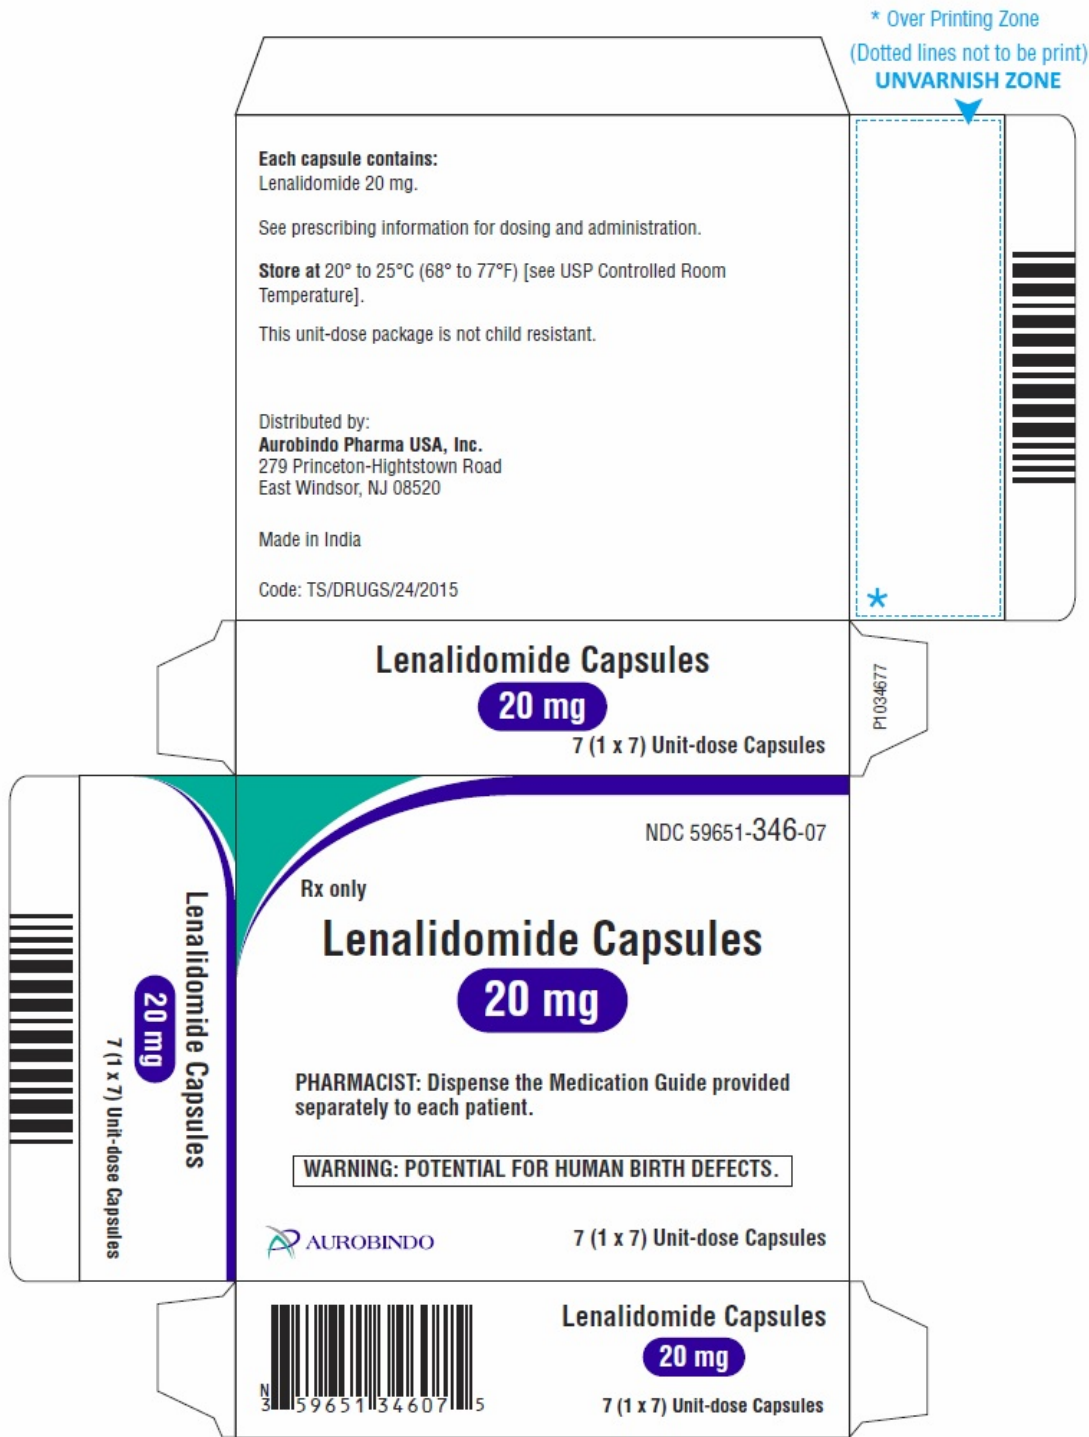 * Over Printing Zone
(Dotted lines not to be print)
UNVARNISH ZONE
Each capsule contains:
Lenalidomide 20 mg.
See prescribing information for dosing and administration.
Store at 20° to 25°C (68° to 77°F) [see USP Controlled Room
Temperature].
This unit-dose package is not child resistant.
Distributed by:
Aurobindo Pharma USA, Inc.
279 Princeton-Hightstown Road
East Windsor, NJ 08520
Made in India
Code: TS/DRUGS/24/2015
*
Lenalidomide Capsules
20 mg
7 (1 x 7) Unit-dose Capsules
P1034677
Lenalidomide Capsules
20 mg
7 (1 x 7) Unit-dose Capsules
NDC 59651-346-07
Rx only
Lenalidomide Capsules
20 mg
PHARMACIST: Dispense the Medication Guide provided
separately to each patient.
WARNING: POTENTIAL FOR HUMAN BIRTH DEFECTS.
AUROBINDO
7 (1 x 7) Unit-dose Capsules
N
3 59651 34607 5
Lenalidomide Capsules
20 mg
7 (1 x 7) Unit-dose Capsules